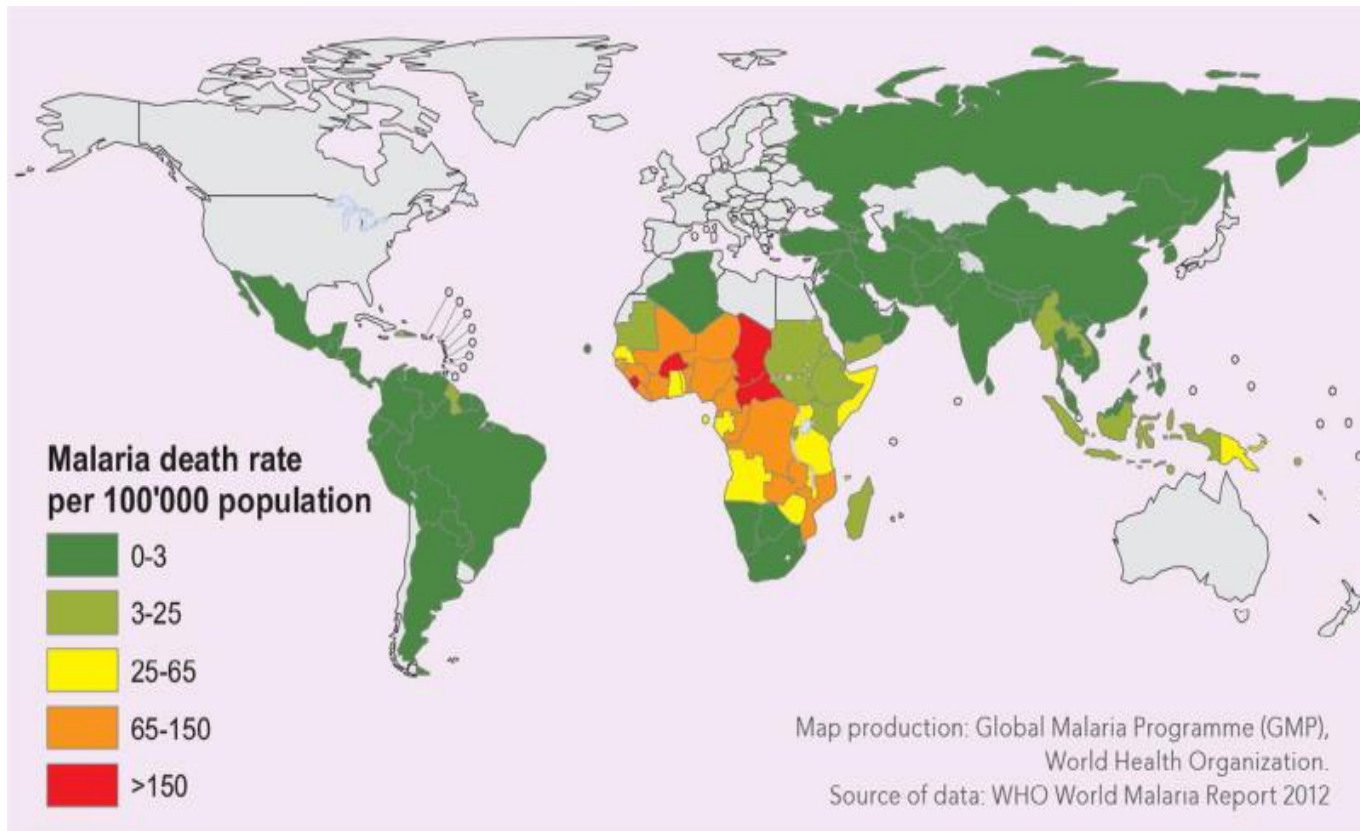 Malaria death rate
per 100'000 population
0-3
3-25
25-65
65-150
>150
Map production: Global Malaria Programme (GMP),
World Health Organization.
Source of data: WHO World Malaria Report 2012